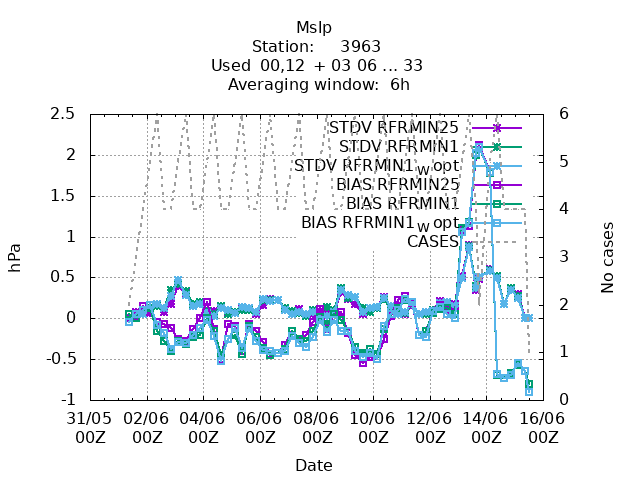 Mslp
Station: 3963
Used 00,12 + 03 06 ... 33
Averaging window: 6h
hPa
2.5
2
1.5
1
0.5
0
-0.5
-1
STDV RFRMIN25
STDV RFRMIN1
STDV RFRMIN1w opt
BIAS RFRMIN25
BIAS RFRMIN1
BIAS RFRMIN1w opt
CASES
6
5
4
3
2
1
0
No cases
31/05 02/06 04/06 06/06 08/06 10/06 12/06 14/06 16/06
00Z 00Z 00Z 00Z 00Z 00Z 00Z 00Z 00Z
Date